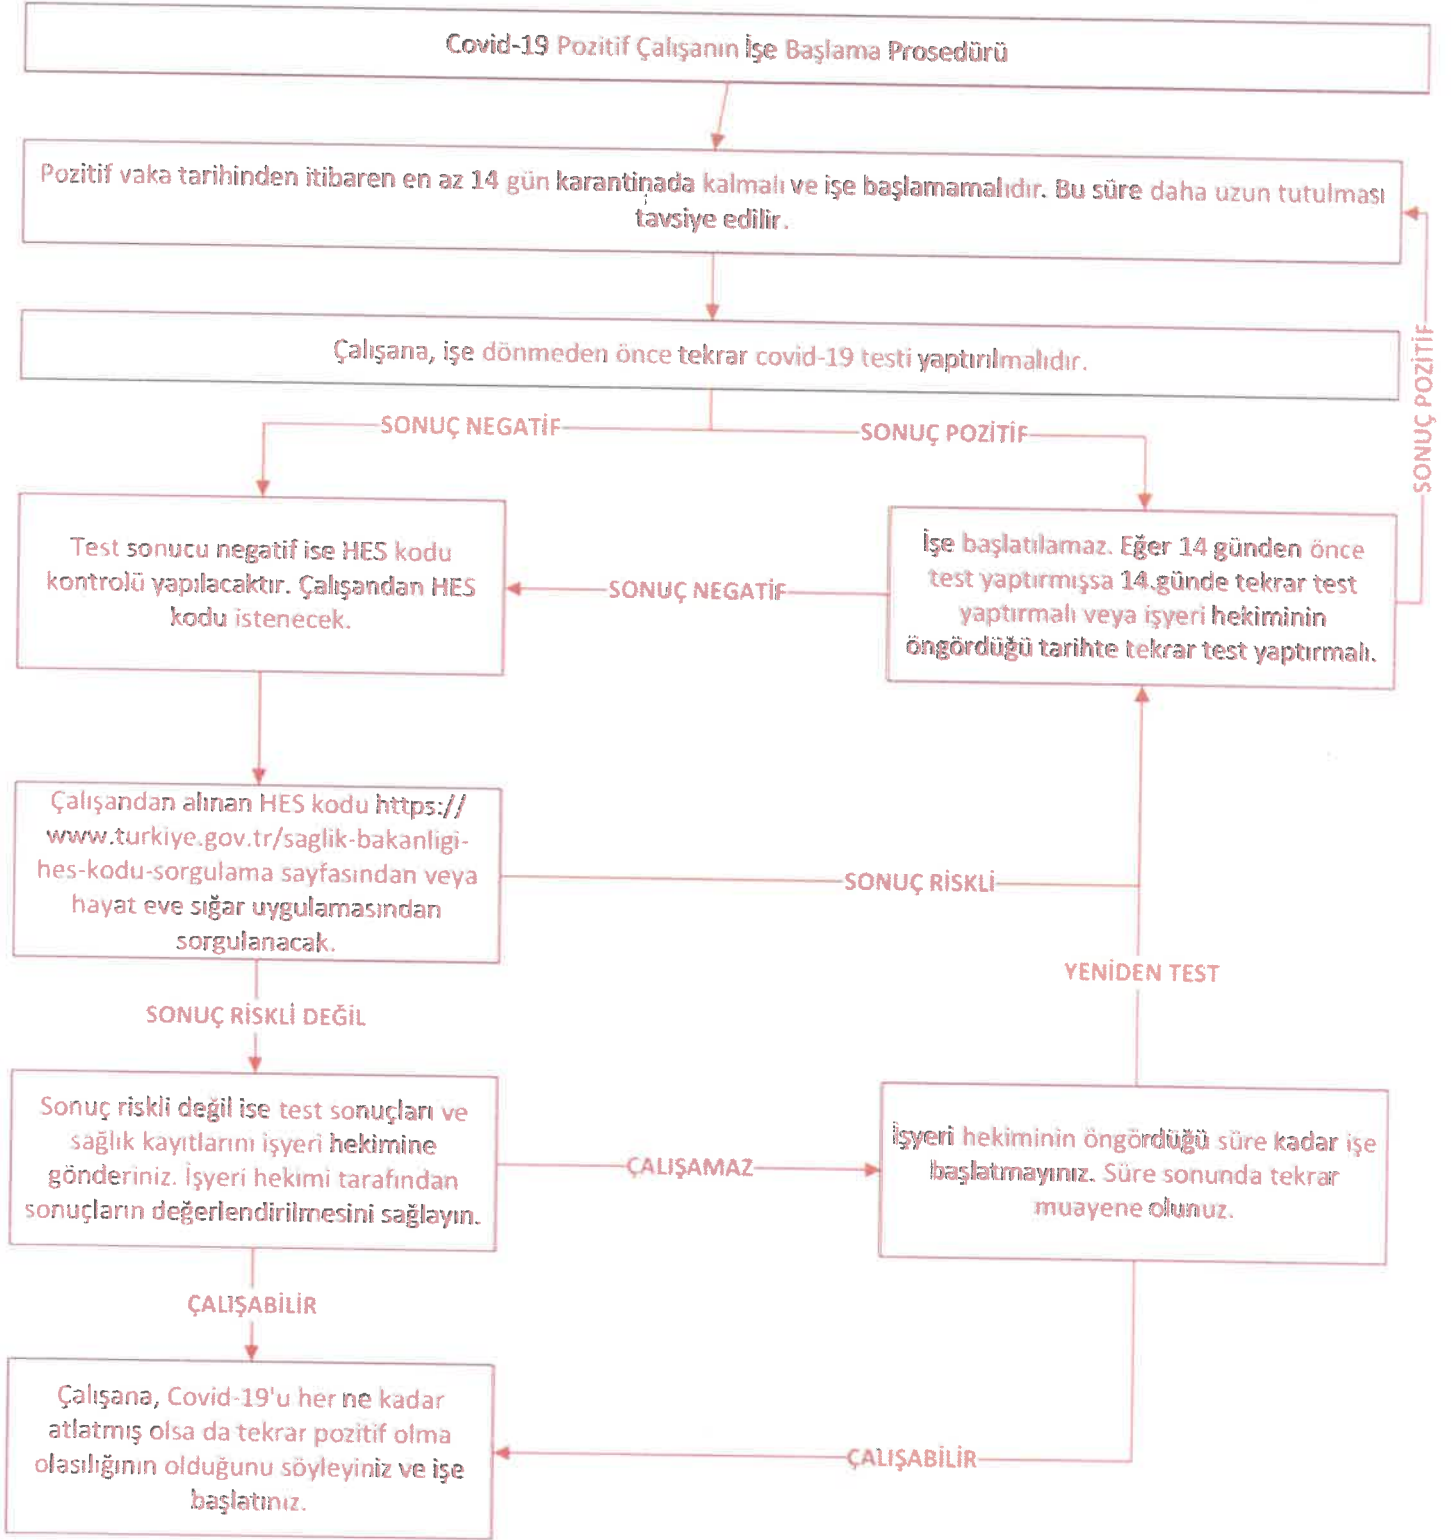 Covid-19 Pozitif Çalışanın İşe Başlama Prosedürü
Pozitif vaka tarihinden itibaren en az 14 gün karantinada kalmalı ve işe başlamamalıdır. Bu süre daha uzun tutulması
tavsiye edilir.
Çalışana, işe dönmeden önce tekrar covid-19 testi yaptırılmalıdır.
SONUÇ NEGATİF
SONUÇ POZİTİF
SONUÇ POZİTİF
Test sonucu negatif ise HES kodu
kontrolü yapılacaktır. Çalışandan HES
kodu istenecek.
SONUÇ NEGATİF
İşe başlatılamaz. Eğer 14 günden önce
test yaptırmışsa 14.günde tekrar test
yaptırmalı veya işyeri hekiminin
öngördüğü tarihte tekrar test yaptırmalı.
Çalışandan alınan HES kodu https://
www.turkiye.gov.tr/saglik-bakanligi-
hes-kodu-sorgulama sayfasından veya
hayat eve sığar uygulamasından
sorgulanacak.
SONUÇ RİSKLİ
YENİDEN TEST
SONUÇ RİSKLİ DEĞİL
Sonuç riskli değil ise test sonuçları ve
sağlık kayıtlarını işyeri hekimine
gönderiniz. İşyeri hekimi tarafından
sonuçların değerlendirilmesini sağlayın.
ÇALIŞAMAZ
İşyeri hekiminin öngördüğü süre kadar işe
başlatmayınız. Süre sonunda tekrar
muayene olunuz.
ÇALIŞABİLİR
Çalışana, Covid-19'u her ne kadar
atlatmış olsa da tekrar pozitif olma
olasılığının olduğunu söyleyiniz ve işe
başlatınız.
ÇALIŞABİLİR